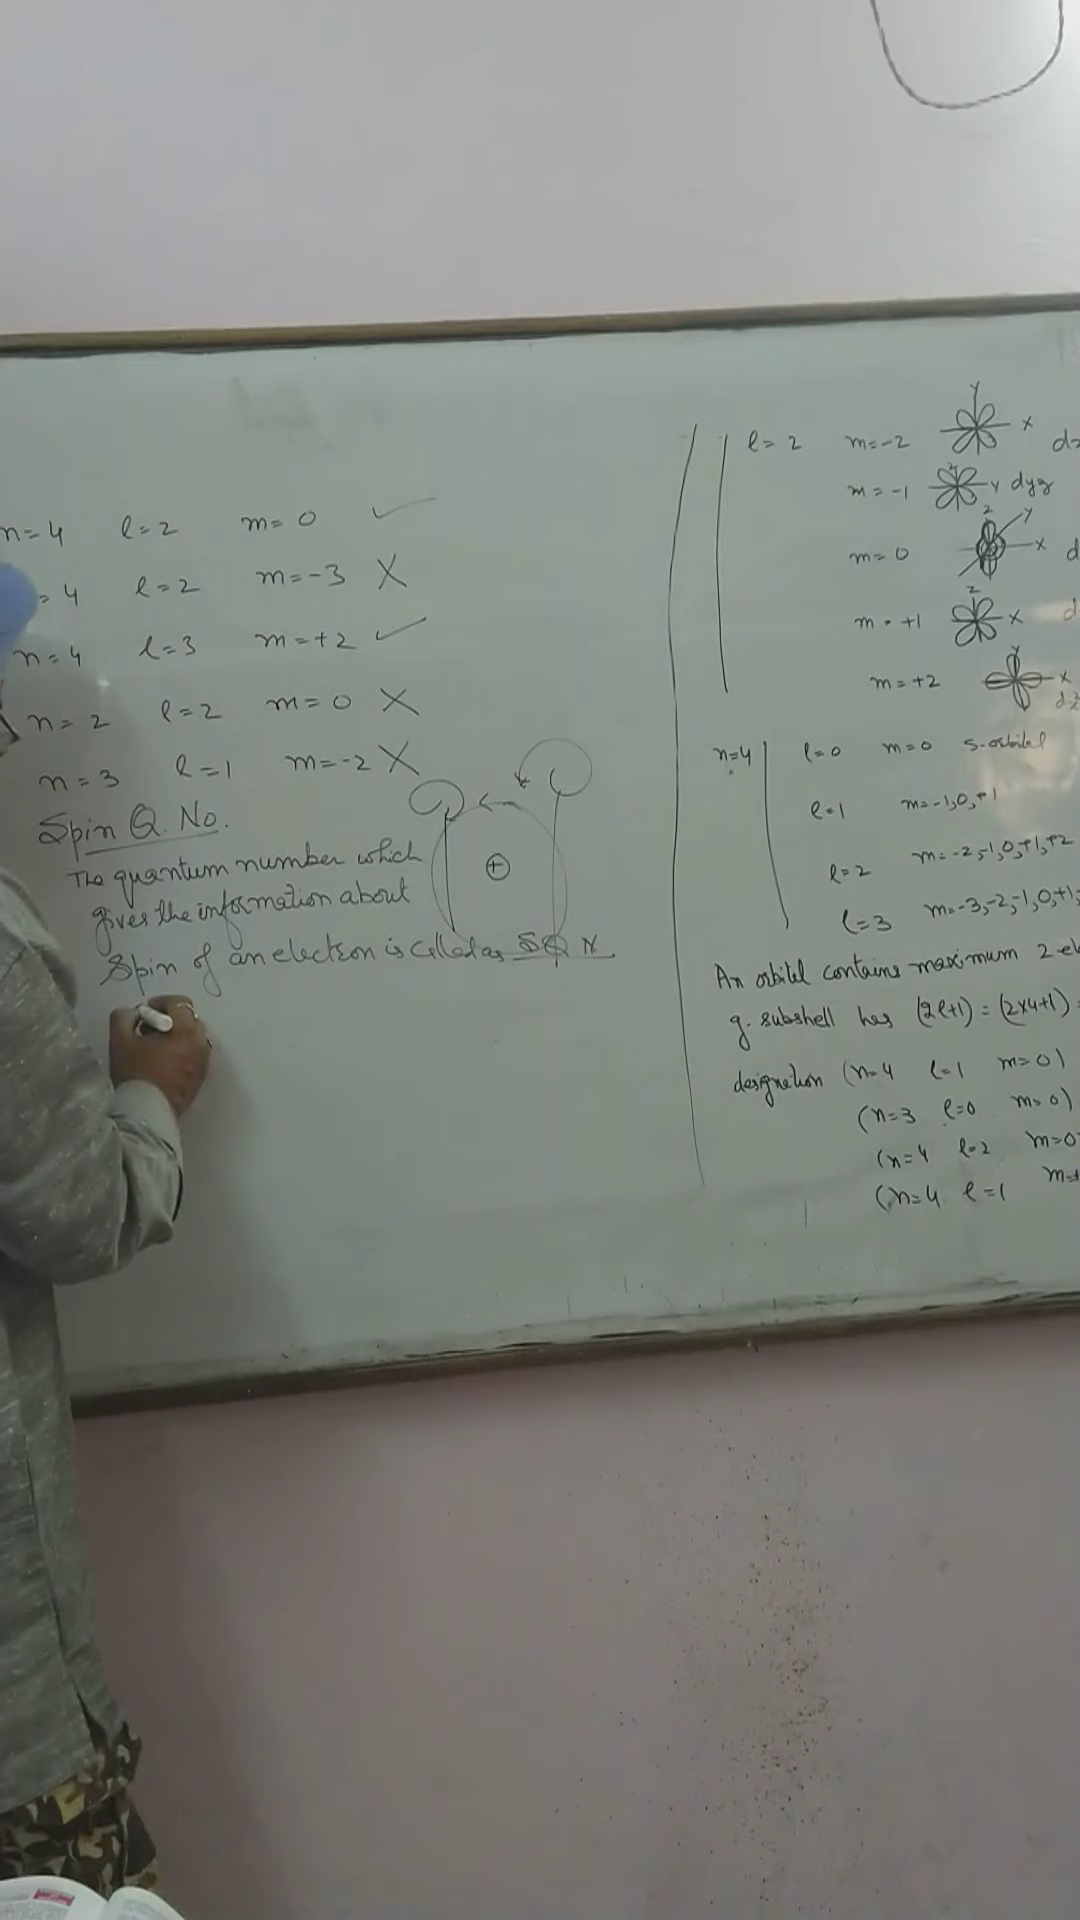 n=4 l=2 m=0 ✓
=4 l=2 m=-3 X
n=4 l=3 m=+2 ✓
n=2 l=2 m=0 X
n=3 l=1 m=-2 X
Spin Q. No.
The quantum number which
gives the information about
Spin of an electron is called as S Q N
+
l=2 m=-2 Y X
m=-1 Z Y dyz
m=0 Z Y X d
m=+1 Z X d
m=+2 Y X
n=4 l=0 m=0 s-orbital
l=1 m=-1,0,+1
l=2 m=-2,-1,0,+1,+2
l=3 m=-3,-2,-1,0,+1,
An orbital contains maximum 2-el
g. subshell has (2l+1)=(2x4+1)=
designation (n=4 l=1 m=0)
(n=3 l=0 m=0)
(n=4 l=2 m=0
(n=4 l=1 m=+